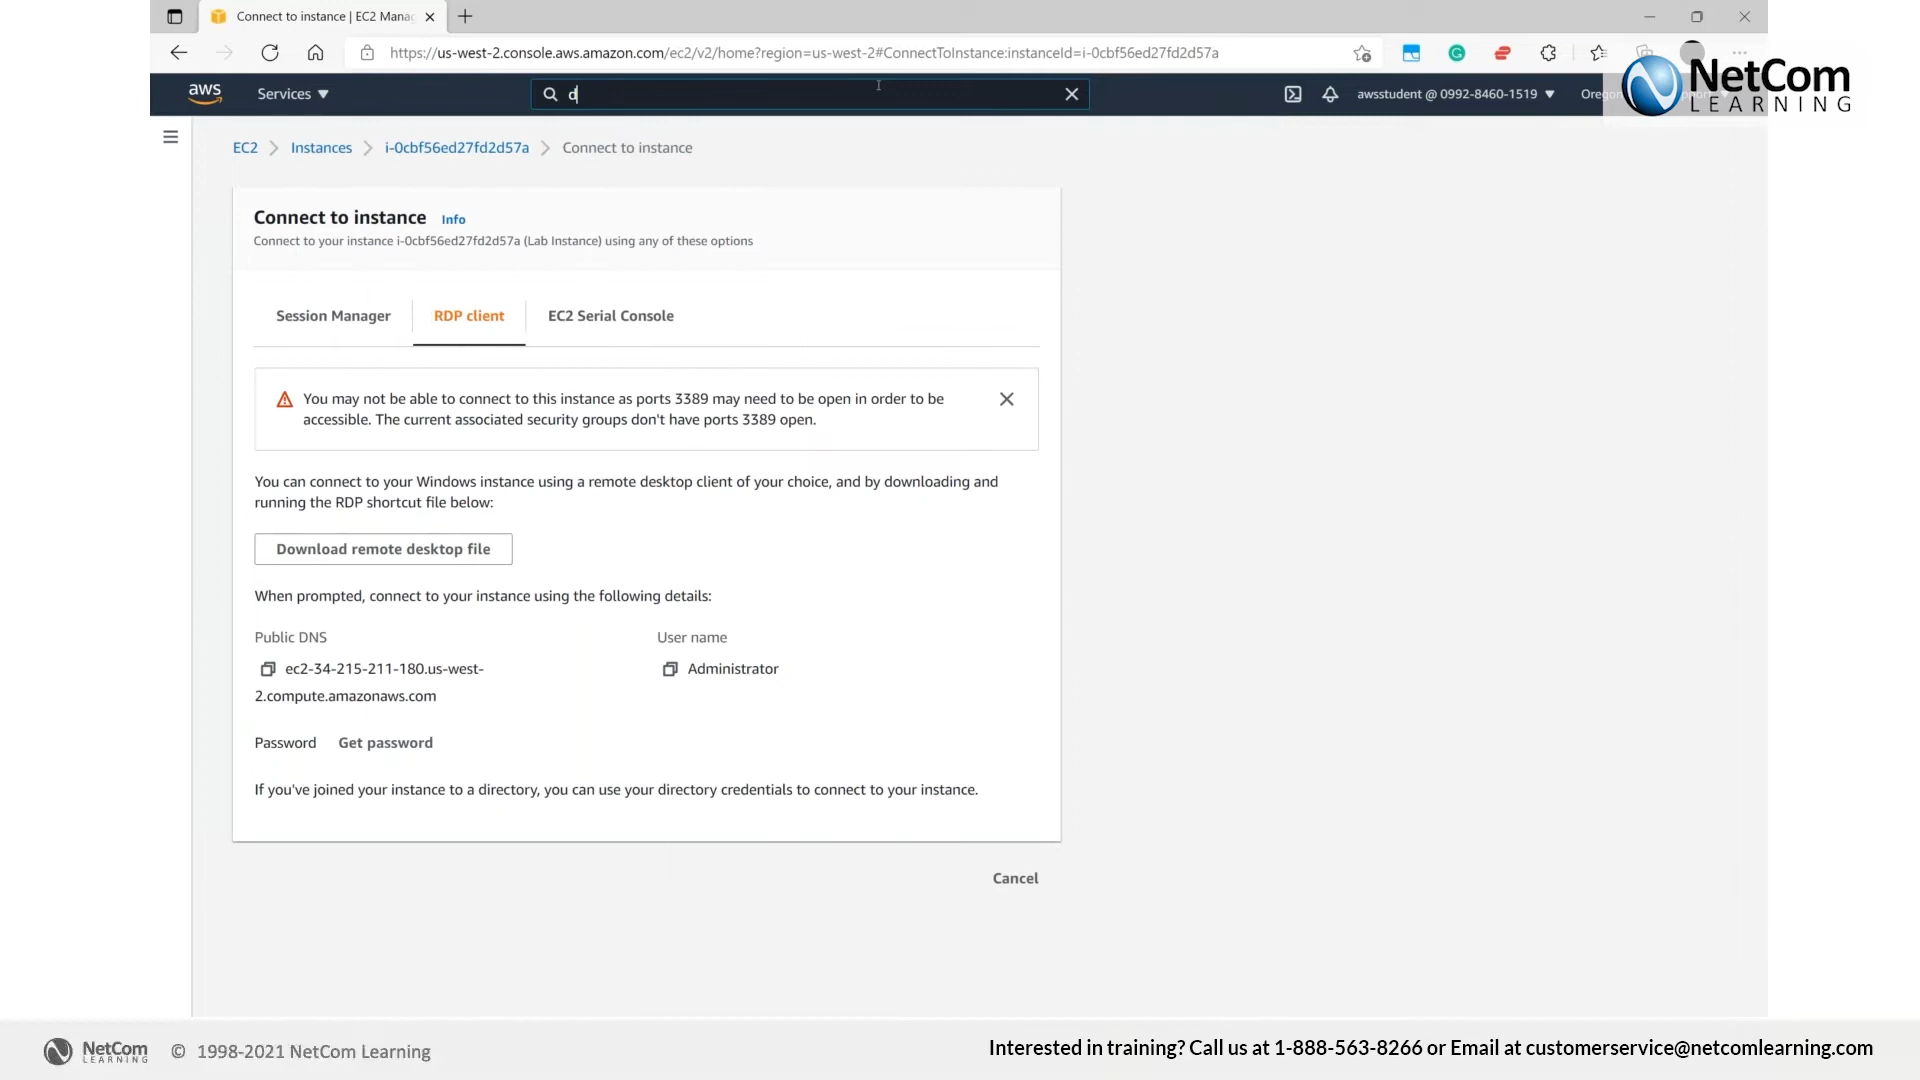 Connect to instance | EC2 Mana
https://us-west-2.console.aws.amazon.com/ec2/v2/home?region=us-west-2#ConnectToInstance:instanceId=i-0cbf56ed27fd2d57a
aws
Services
d
awsstudent @ 0992-8460-1519
NetCom
LEARNING
EC2
Instances
i-0cbf56ed27fd2d57a
Connect to instance
Connect to instance Info
Connect to your instance i-0cbf56ed27fd2d57a (Lab Instance) using any of these options
Session Manager
RDP client
EC2 Serial Console
You may not be able to connect to this instance as ports 3389 may need to be open in order to be
accessible. The current associated security groups don't have ports 3389 open.
You can connect to your Windows instance using a remote desktop client of your choice, and by downloading and
running the RDP shortcut file below:
Download remote desktop file
When prompted, connect to your instance using the following details:
Public DNS
User name
ec2-34-215-211-180.us-west-
2.compute.amazonaws.com
Administrator
Password Get password
If you've joined your instance to a directory, you can use your directory credentials to connect to your instance.
Cancel
NetCom
LEARNING
© 1998-2021 NetCom Learning
Interested in training? Call us at 1-888-563-8266 or Email at customerservice@netcomlearning.com